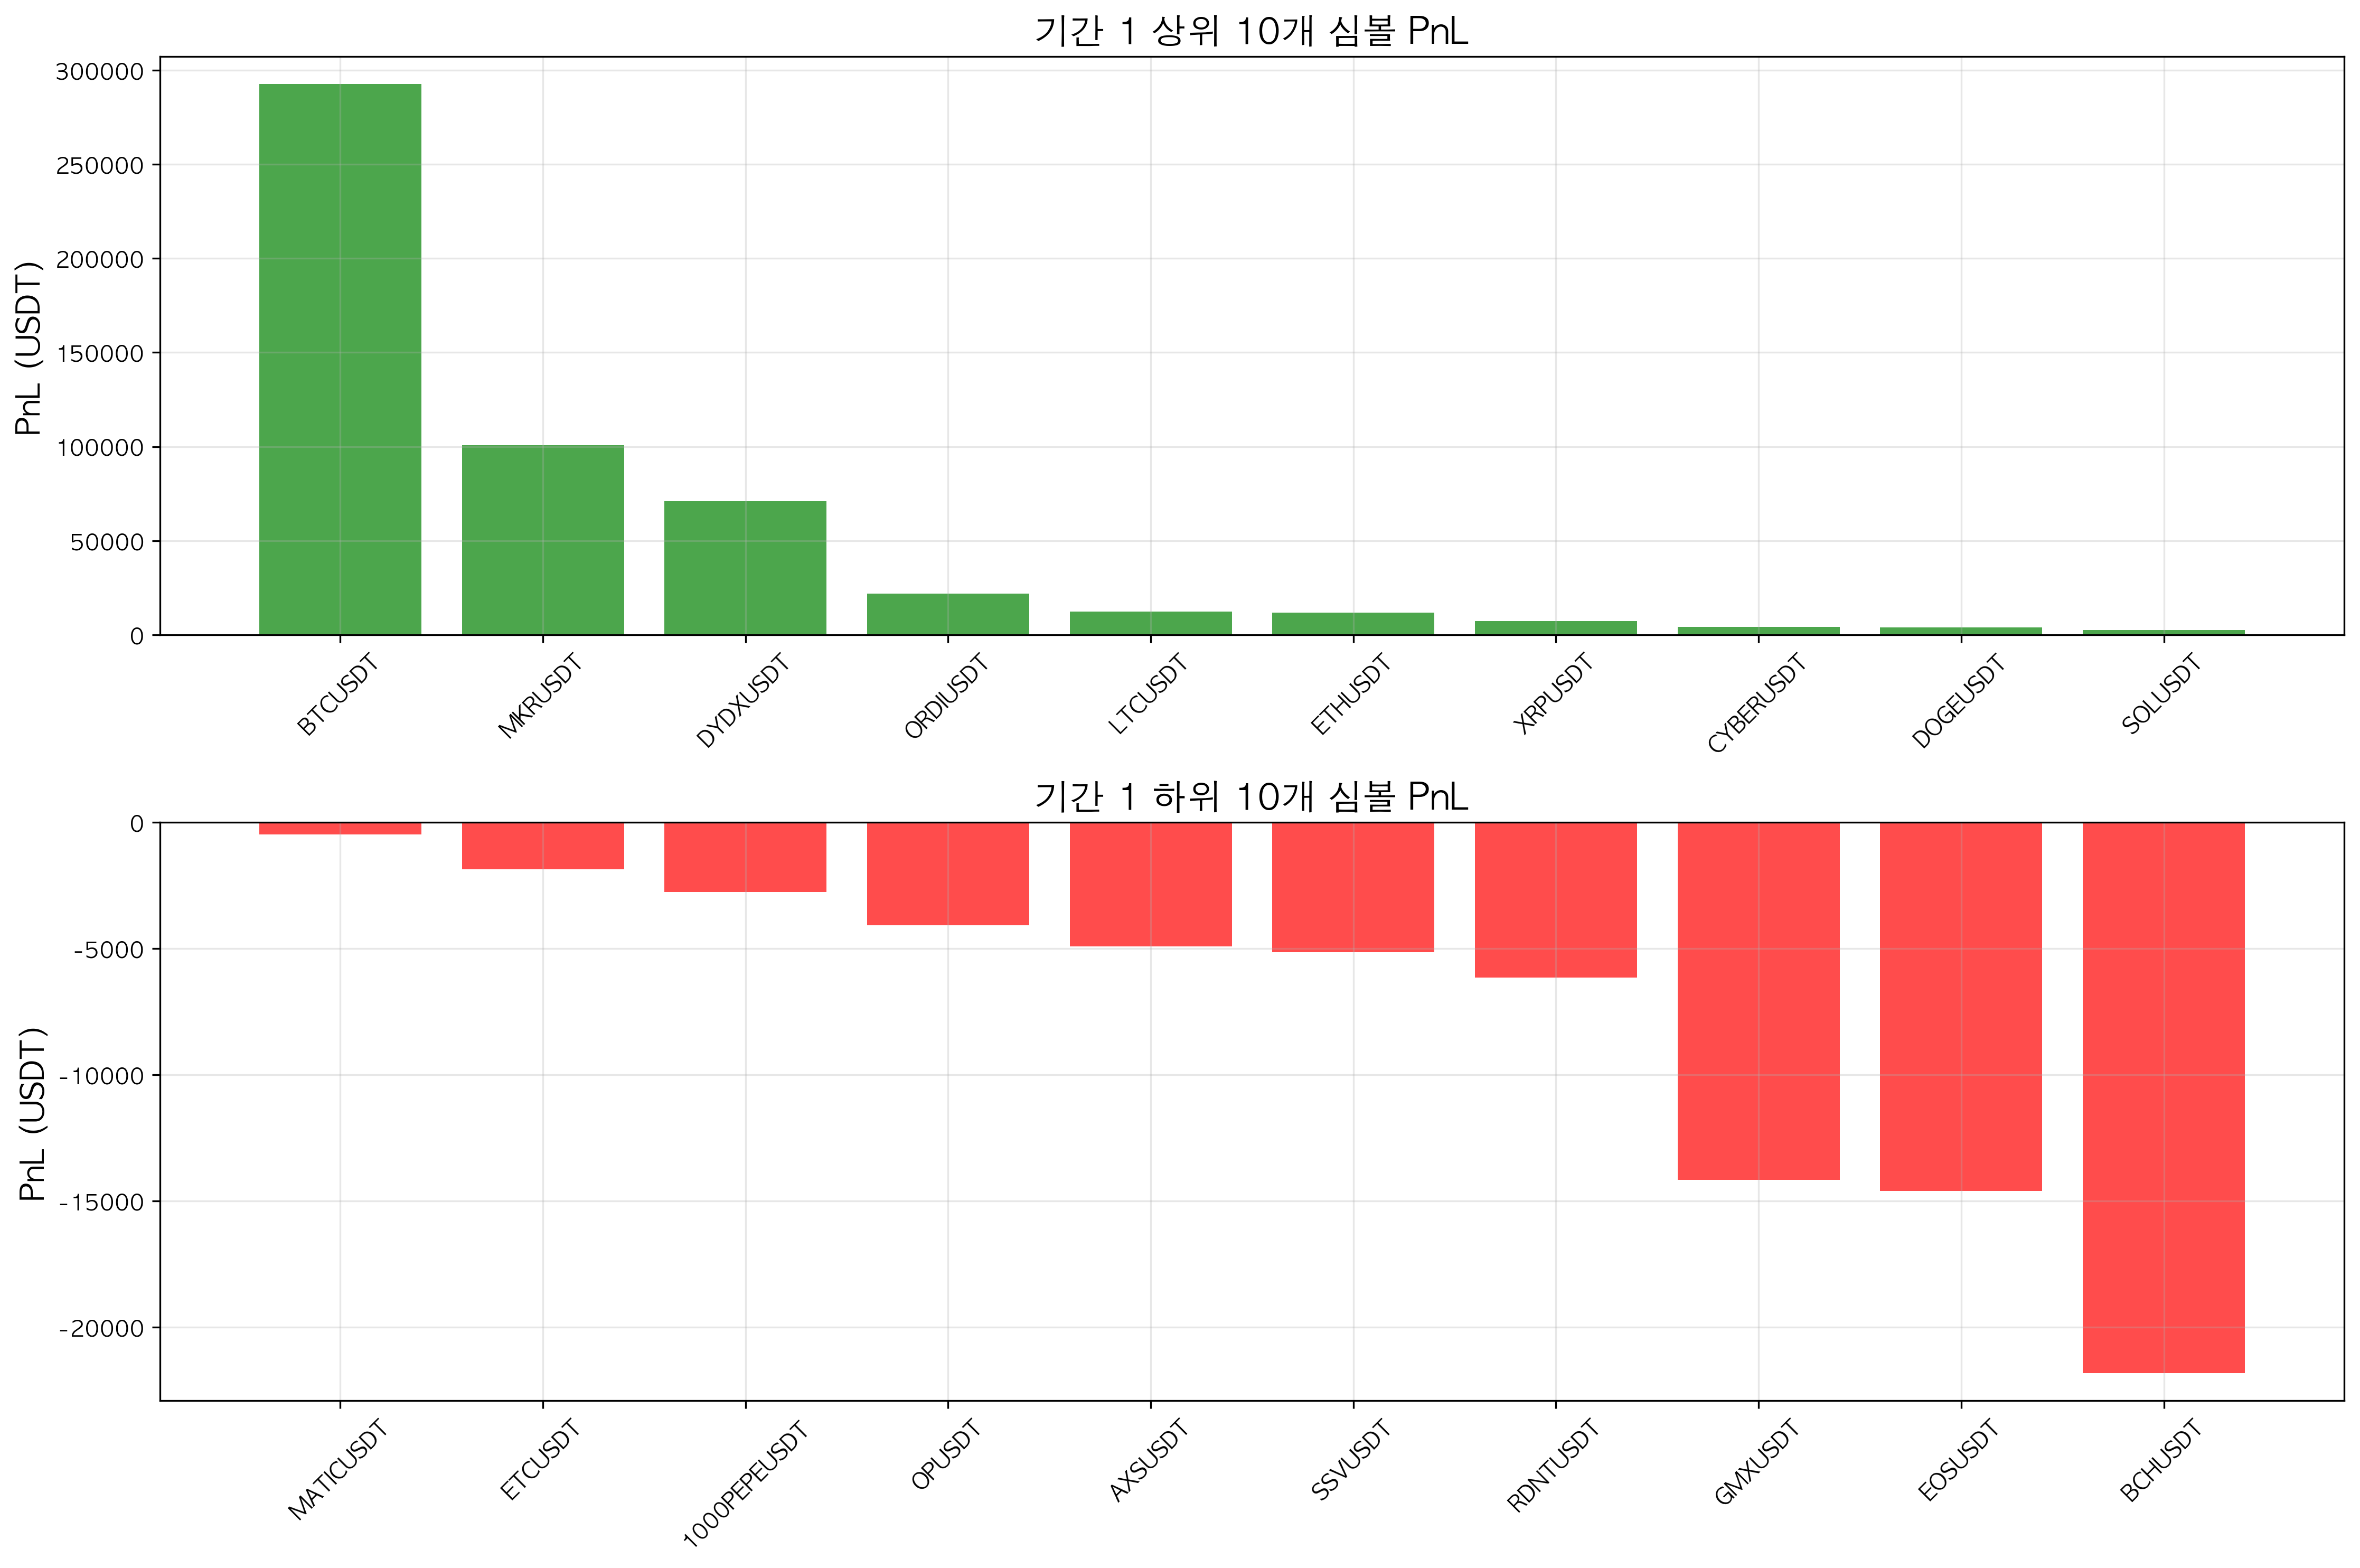 기간 1 상위 10개 심볼 PnL
PnL (USDT)
300000
250000
200000
150000
100000
50000
0
BTCUSDT
MKRUSDT
DYDXUSDT
ORDIUSDT
LTCUSDT
ETHUSDT
XRPUSDT
CYBERUSDT
DOGEUSDT
SOLUSDT
기간 1 하위 10개 심볼 PnL
PnL (USDT)
0
-5000
-10000
-15000
-20000
MATICUSDT
ETCUSDT
1000PEPEUSDT
OPUSDT
AXSUSDT
SSVUSDT
RDNTUSDT
GMXUSDT
EOSUSDT
BCHUSDT